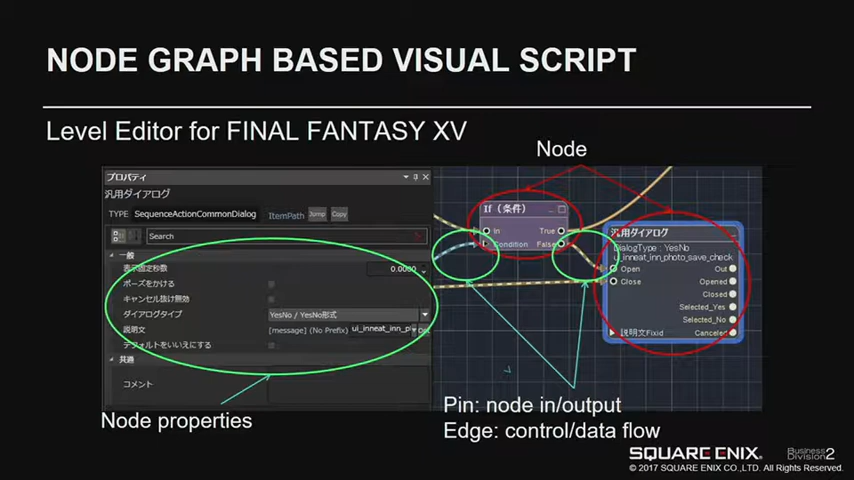 NODE GRAPH BASED VISUAL SCRIPT
Level Editor for FINAL FANTASY XV
Node
プロパティ
汎用ダイアログ
TYPE SequenceActionCommonDialog ItemPath Jump Copy
Search
一般
表示固定秒数 0.0000
ポーズをかける
キャンセル抜け無効
ダイアログタイプ YesNo / YesNo形式
説明文 [message] (No Prefix) ui_inneat_inn_p
デフォルトをいいえにする
共通
コメント
If (条件)
In True
Condition False
汎用ダイアログ
DialogType : YesNo
_inneat_inn_photo_save_check
Open Out
Close Opened
Closed
Selected_Yes
Selected_No
説明文Fixid Canceled
Node properties
Pin: node in/output
Edge: control/data flow
SQUARE ENIX. Business Division 2
© 2017 SQUARE ENIX CO.,LTD. All Rights Reserved.